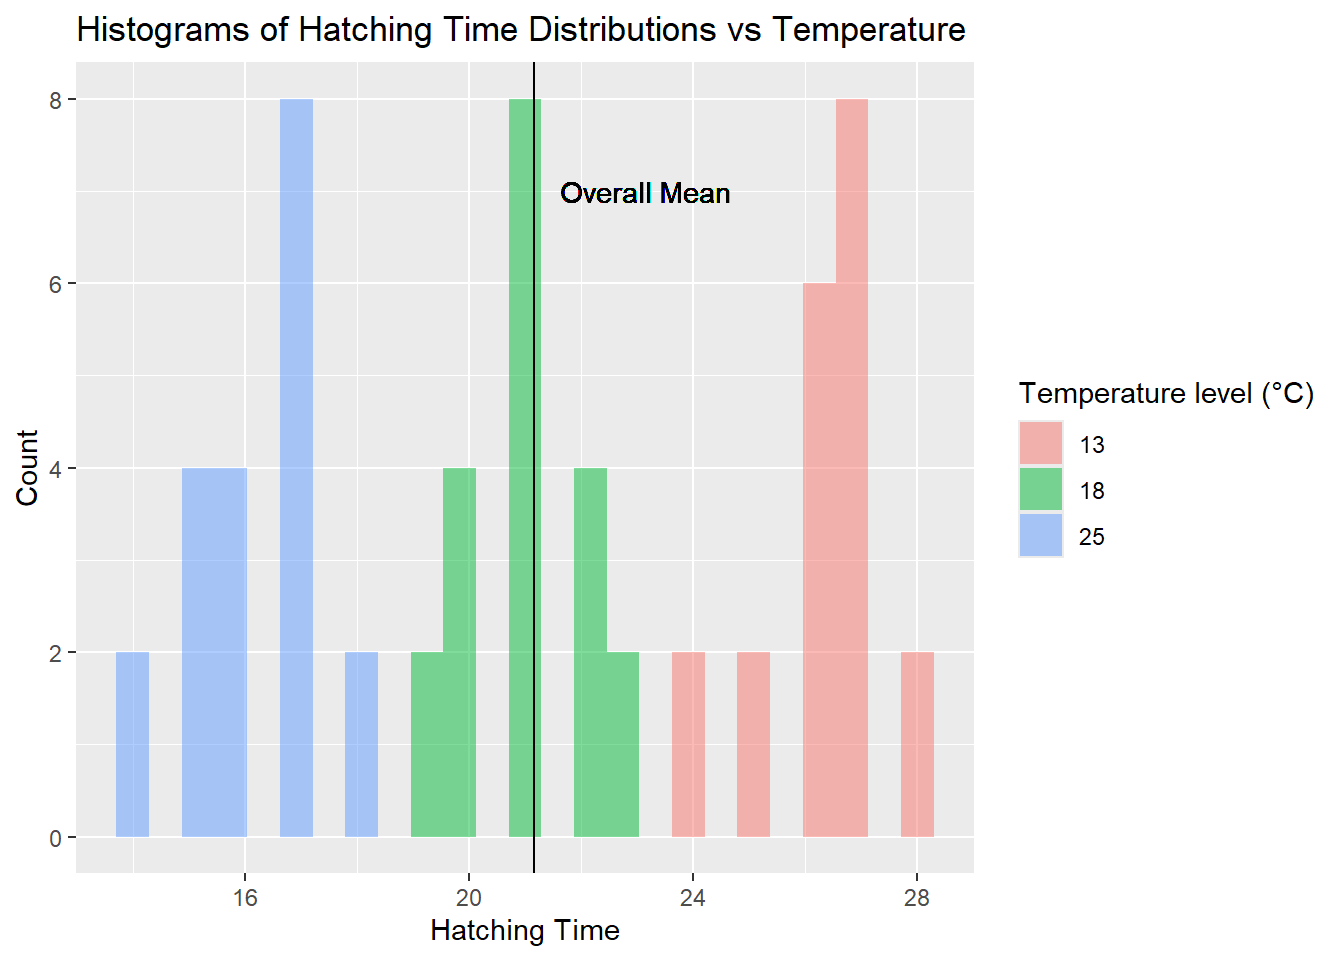 Histograms of Hatching Time Distributions vs Temperature
8
6
4
2
0
Count
Overall Mean
16 20 24 28
Hatching Time
Temperature level (°C)
13
18
25